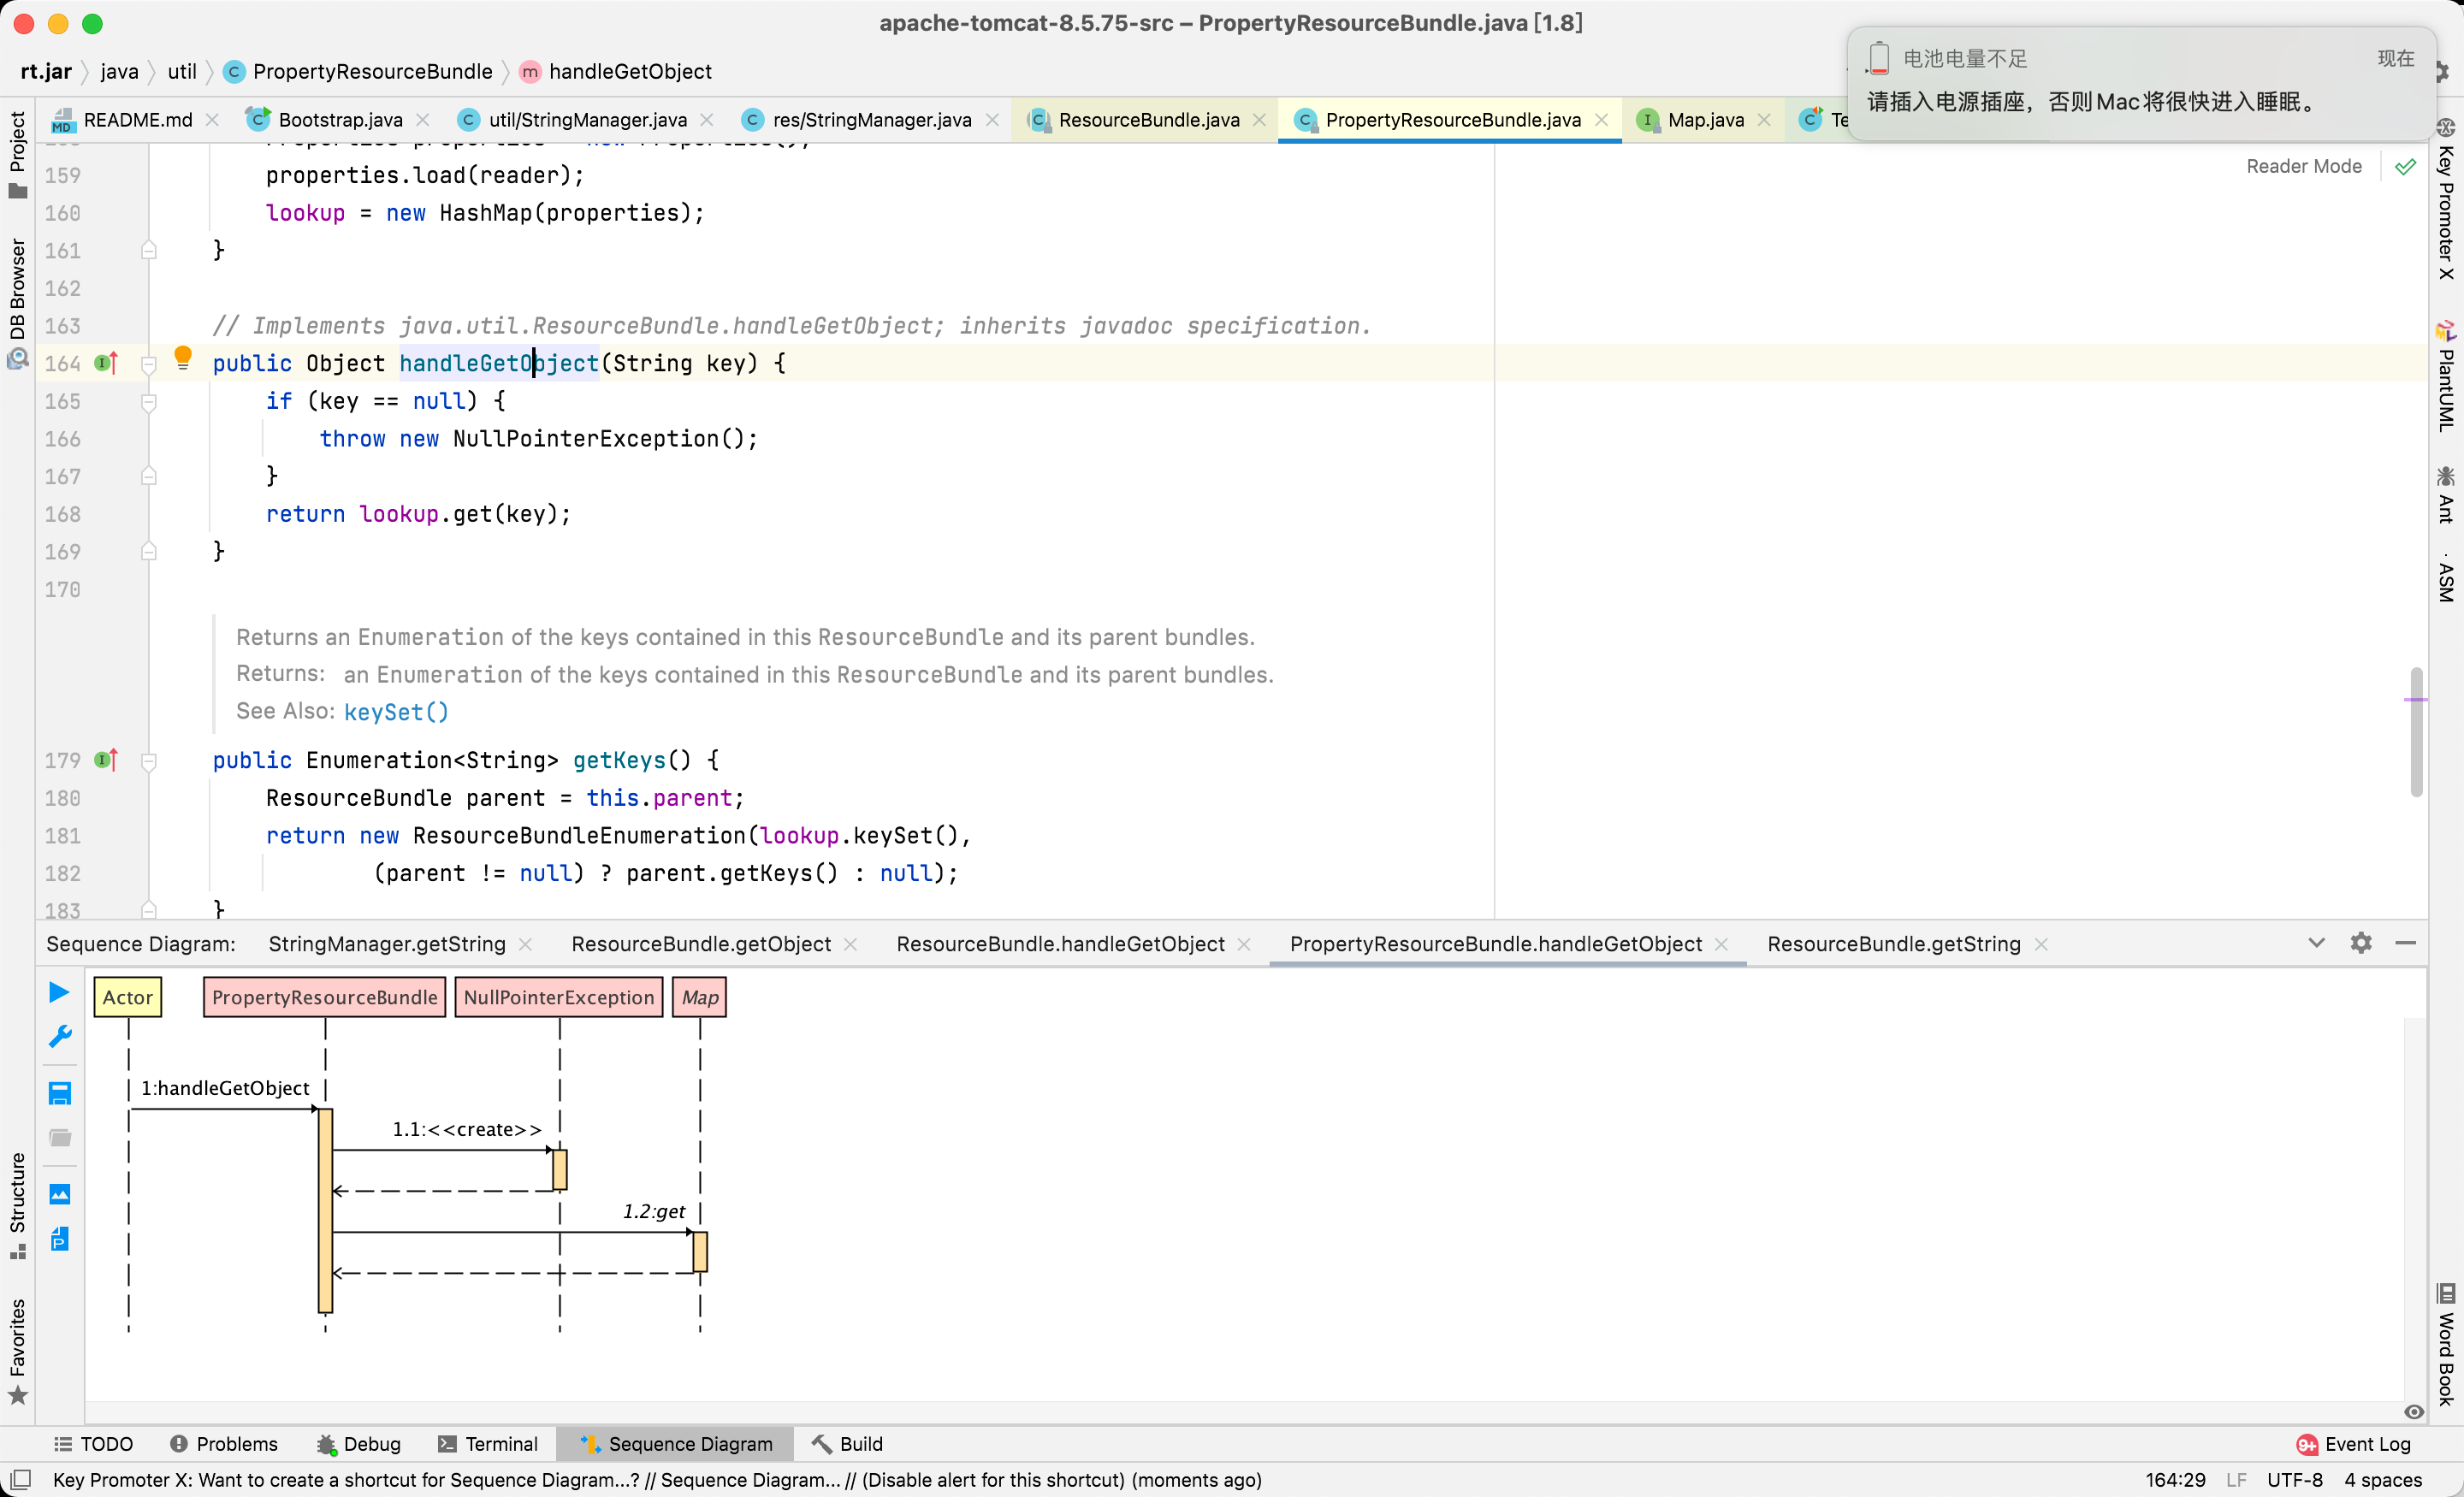 apache-tomcat-8.5.75-src – PropertyResourceBundle.java [1.8]
电池电量不足
现在
请插入电源插座，否则Mac将很快进入睡眠。
rt.jar java util C PropertyResourceBundle m handleGetObject
README.md Bootstrap.java util/StringManager.java res/StringManager.java ResourceBundle.java PropertyResourceBundle.java Map.java Te
Reader Mode
159 properties.load(reader);
160 lookup = new HashMap(properties);
161 }
162
163 // Implements java.util.ResourceBundle.handleGetObject; inherits javadoc specification.
164 public Object handleGetObject(String key) {
165 if (key == null) {
166 throw new NullPointerException();
167 }
168 return lookup.get(key);
169 }
170
Returns an Enumeration of the keys contained in this ResourceBundle and its parent bundles.
Returns: an Enumeration of the keys contained in this ResourceBundle and its parent bundles.
See Also: keySet()
179 public Enumeration<String> getKeys() {
180 ResourceBundle parent = this.parent;
181 return new ResourceBundleEnumeration(lookup.keySet(),
182 (parent != null) ? parent.getKeys() : null);
183 }
Project
DB Browser
Structure
Favorites
Key Promoter X
PlantUML
Ant
ASM
Word Book
Sequence Diagram: StringManager.getString ResourceBundle.getObject ResourceBundle.handleGetObject PropertyResourceBundle.handleGetObject ResourceBundle.getString
Actor PropertyResourceBundle NullPointerException Map
1:handleGetObject
1.1:<<create>>
1.2:get
TODO Problems Debug Terminal Sequence Diagram Build 9+ Event Log
Key Promoter X: Want to create a shortcut for Sequence Diagram...? // Sequence Diagram... // (Disable alert for this shortcut) (moments ago) 164:29 LF UTF-8 4 spaces